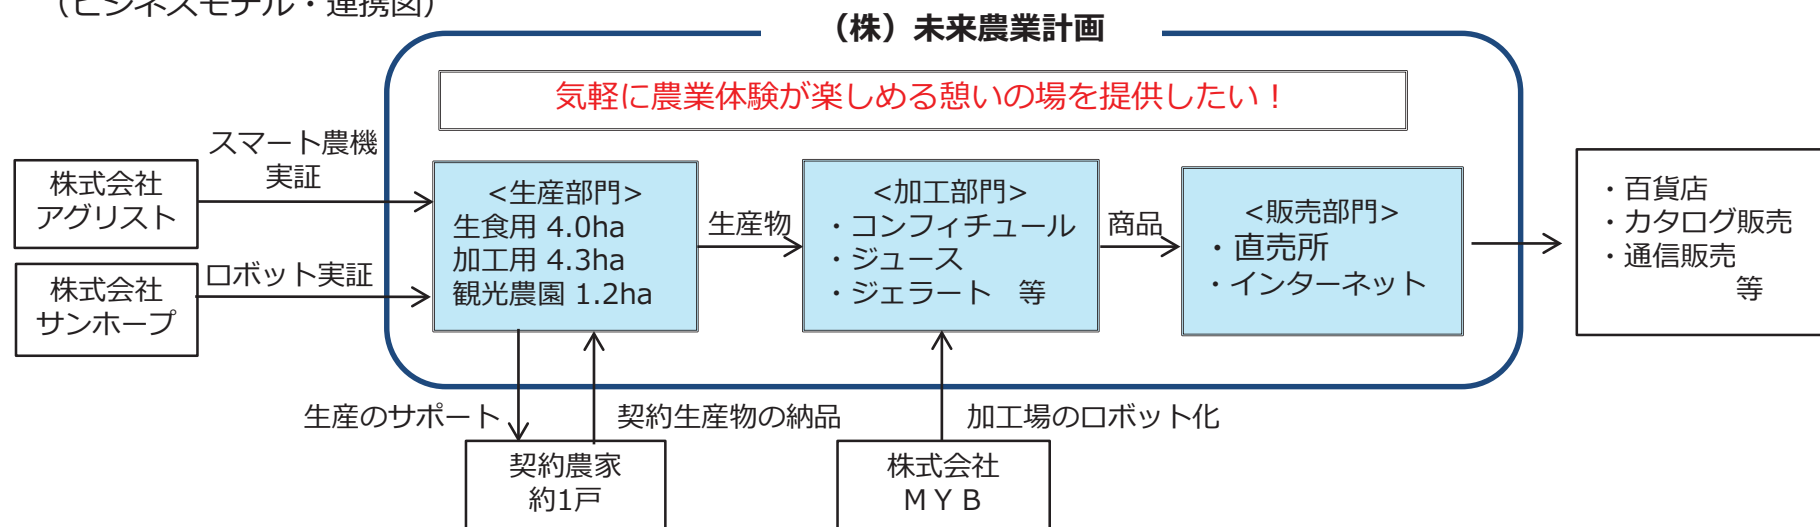 （ビジネスモデル・連携図）
（株）未来農業計画
気軽に農業体験が楽しめる憩いの場を提供したい！
スマート農機
実証
株式会社
アグリスト
ロボット実証
株式会社
サンホープ
<生産部門>
生食用 4.0ha
加工用 4.3ha
観光農園 1.2ha
生産物
<加工部門>
・コンフィチュール
・ジュース
・ジェラート　等
商品
<販売部門>
・直売所
・インターネット
・百貨店
・カタログ販売
・通信販売
等
生産のサポート
契約生産物の納品
加工場のロボット化
契約農家
約1戸
株式会社
ＭＹＢ